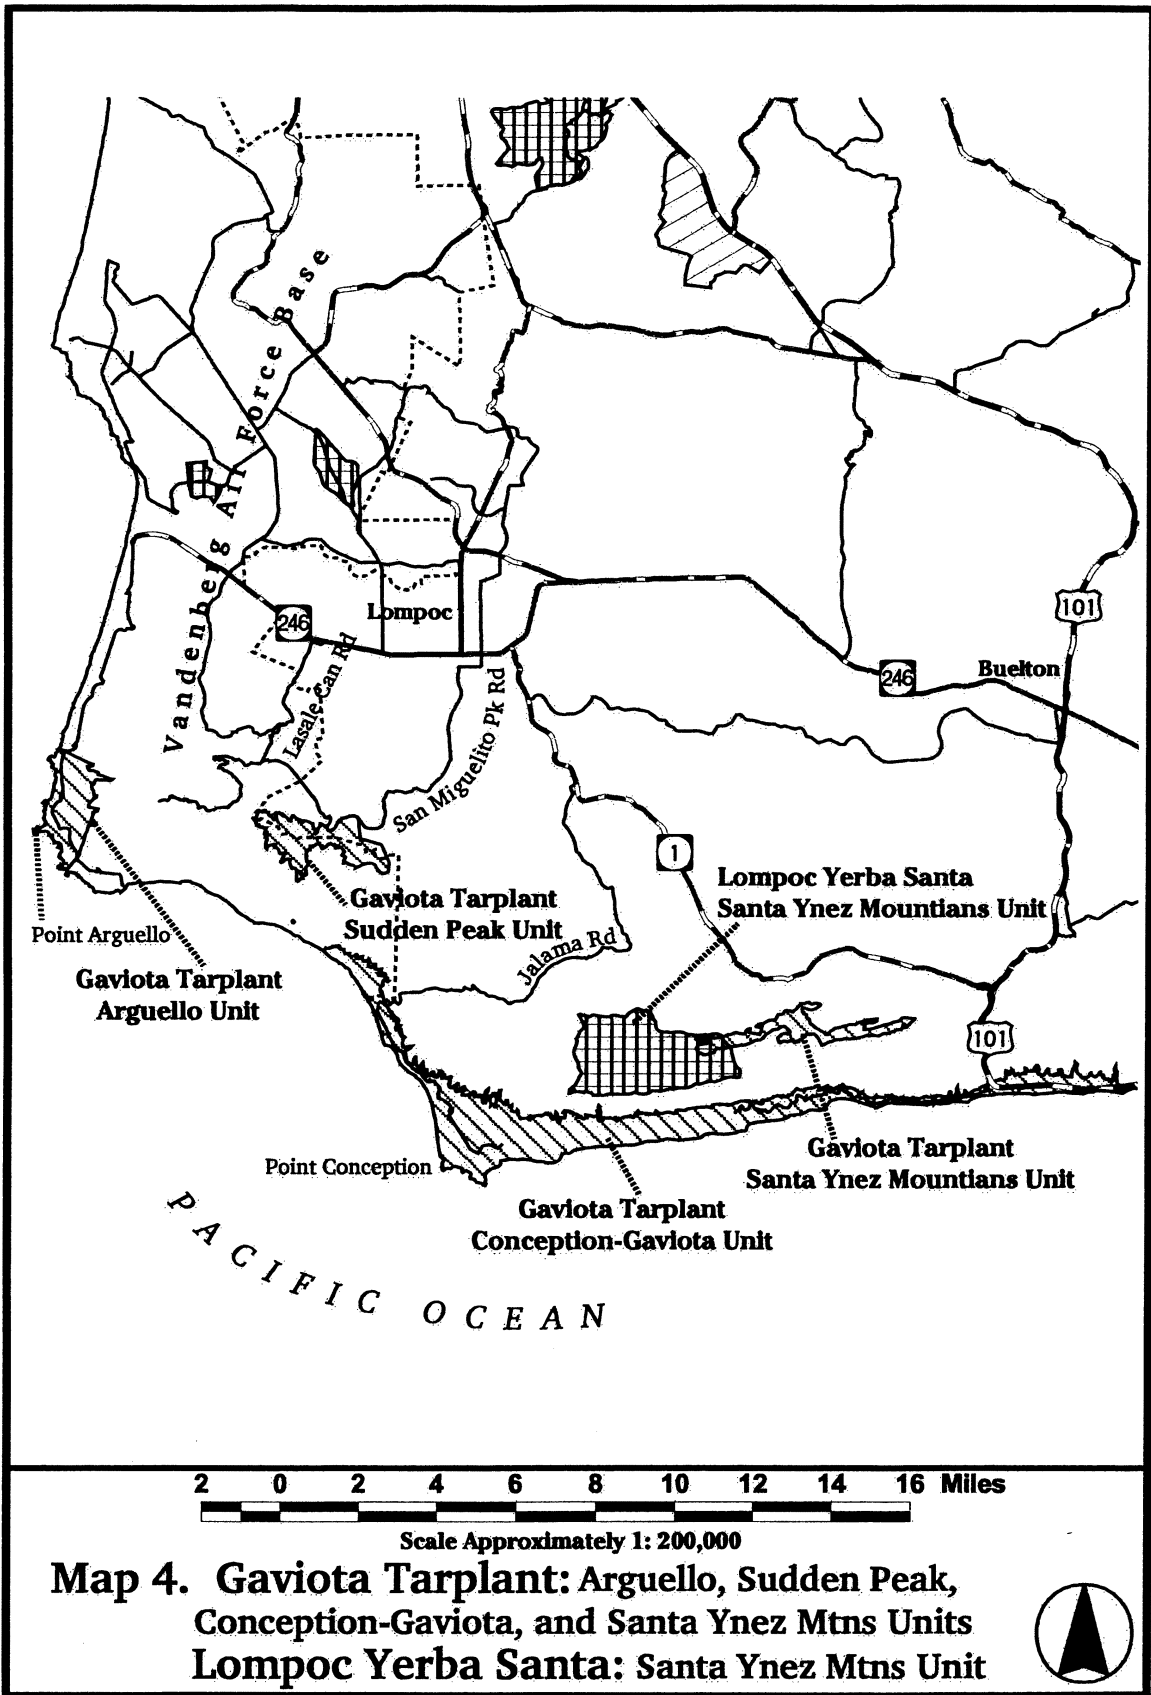 Vandenberg Air Force Base
246
Lompoc
Lasale Can Rd
San Miguelito Pk Rd
101
Buelton
246
1
Lompoc Yerba Santa
Santa Ynez Mountians Unit
Gaviota Tarplant
Sudden Peak Unit
Jalama Rd
Point Arguello
Gaviota Tarplant
Arguello Unit
101
Gaviota Tarplant
Santa Ynez Mountians Unit
Point Conception
Gaviota Tarplant
Conception-Gaviota Unit
PACIFIC OCEAN
2 0 2 4 6 8 10 12 14 16 Miles
Scale Approximately 1: 200,000
Map 4. Gaviota Tarplant: Arguello, Sudden Peak,
Conception-Gaviota, and Santa Ynez Mtns Units
Lompoc Yerba Santa: Santa Ynez Mtns Unit